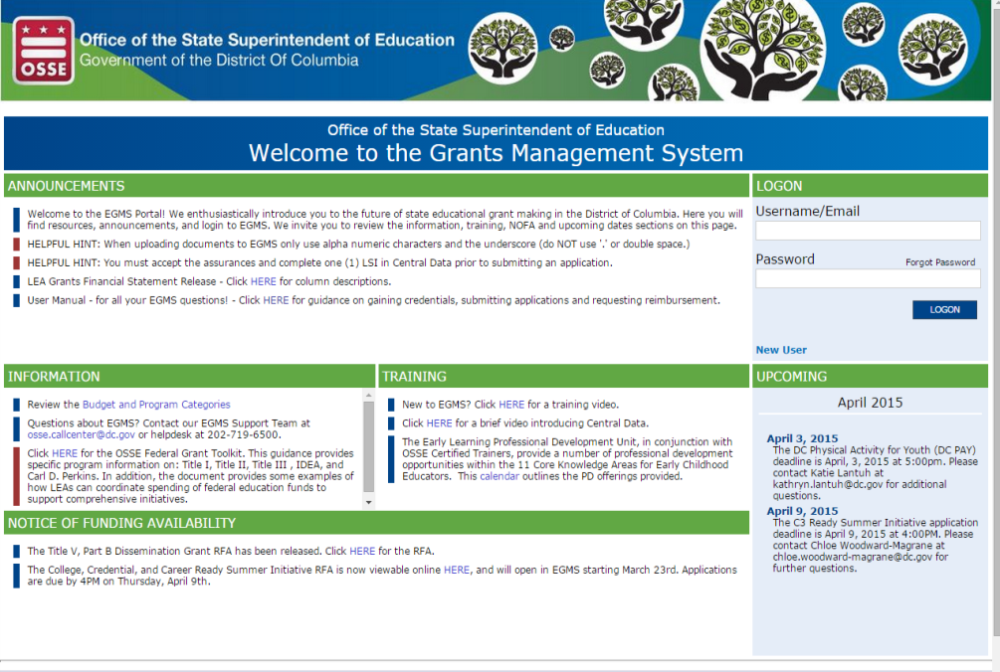 OSSE
Office of the State Superintendent of Education
Government of the District Of Columbia
Office of the State Superintendent of Education
Welcome to the Grants Management System
ANNOUNCEMENTS
Welcome to the EGMS Portal! We enthusiastically introduce you to the future of state educational grant making in the District of Columbia. Here you will
find resources, announcements, and login to EGMS. We invite you to review the information, training, NOFA and upcoming dates sections on this page.
HELPFUL HINT: When uploading documents to EGMS only use alpha numeric characters and the underscore (do NOT use '.' or double space.)
HELPFUL HINT: You must accept the assurances and complete one (1) LSI in Central Data prior to submitting an application.
LEA Grants Financial Statement Release - Click HERE for column descriptions.
User Manual - for all your EGMS questions! - Click HERE for guidance on gaining credentials, submitting applications and requesting reimbursement.
LOGON
Username/Email
Password
Forgot Password
LOGON
New User
INFORMATION
Review the Budget and Program Categories
Questions about EGMS? Contact our EGMS Support Team at
osse.callcenter@dc.gov or helpdesk at 202-719-6500.
Click HERE for the OSSE Federal Grant Toolkit. This guidance provides
specific program information on: Title I, Title II, Title III , IDEA, and
Carl D. Perkins. In addition, the document provides some examples of
how LEAs can coordinate spending of federal education funds to
support comprehensive initiatives.
TRAINING
New to EGMS? Click HERE for a training video.
Click HERE for a brief video introducing Central Data.
The Early Learning Professional Development Unit, in conjunction with
OSSE Certified Trainers, provide a number of professional development
opportunities within the 11 Core Knowledge Areas for Early Childhood
Educators. This calendar outlines the PD offerings provided.
UPCOMING
April 2015
April 3, 2015
The DC Physical Activity for Youth (DC PAY)
deadline is April, 3, 2015 at 5:00pm. Please
contact Katie Lantuh at
kathryn.lantuh@dc.gov for additional
questions.
April 9, 2015
The C3 Ready Summer Initiative application
deadline is April 9, 2015 at 4:00PM. Please
contact Chloe Woodward-Magrane at
chloe.woodward-magrane@dc.gov for
further questions.
NOTICE OF FUNDING AVAILABILITY
The Title V, Part B Dissemination Grant RFA has been released. Click HERE for the RFA.
The College, Credential, and Career Ready Summer Initiative RFA is now viewable online HERE, and will open in EGMS starting March 23rd. Applications
are due by 4PM on Thursday, April 9th.